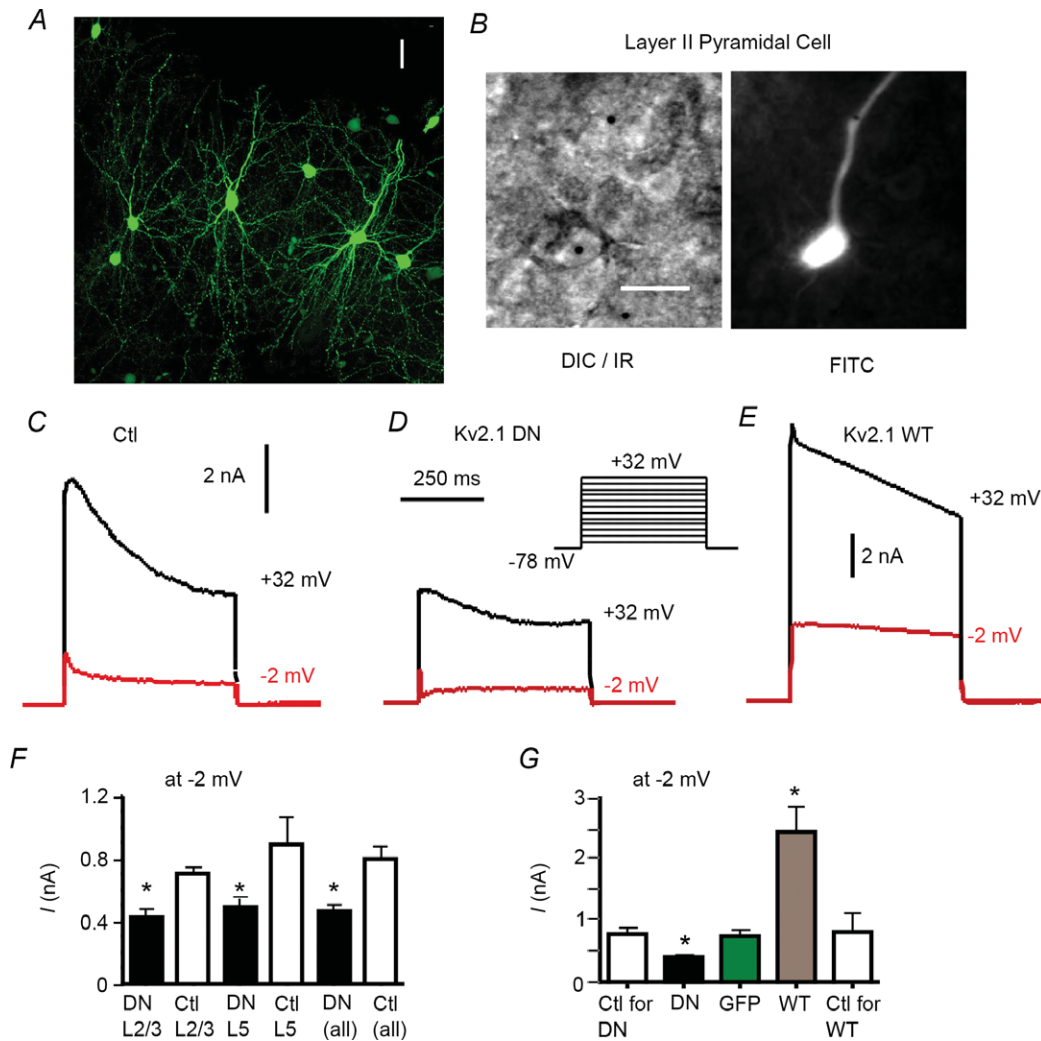 A
B
Layer II Pyramidal Cell
DIC / IR
FITC
C
Ctl
2 nA
+32 mV
-2 mV
D
Kv2.1 DN
250 ms
+32 mV
-78 mV
+32 mV
-2 mV
E
Kv2.1 WT
+32 mV
2 nA
-2 mV
F
at -2 mV
I (nA)
1.2
0.8
0.4
0
* * *
DN Ctl DN Ctl DN Ctl
L2/3 L2/3 L5 L5 (all) (all)
G
at -2 mV
I (nA)
3
2
1
1
0
* *
Ctl for DN GFP WT Ctl for
DN WT